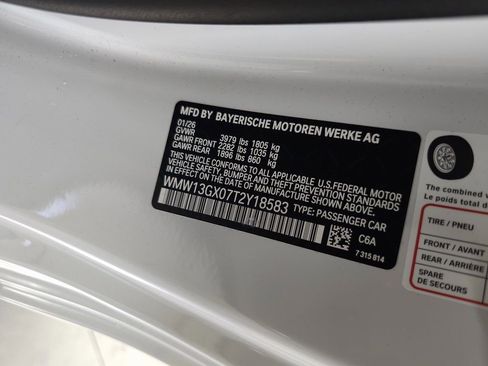 MFD BY BAYERISCHE MOTOREN WERKE AG
01/26
GVWR 3979 lbs 1805 kg
GAWR FRONT 2282 lbs 1035 kg
GAWR REAR 1896 lbs 860 kg
THIS VEHICLE CONFORMS TO ALL APPLICABLE U.S. FEDERAL MOTOR
VEHICLE SAFETY, BUMPER, AND THEFT PREVENTION STANDARDS
IN EFFECT ON THE DATE OF MANUFACTURE SHOWN ABOVE.
WMW13GX07T2Y18583
TYPE: PASSENGER CAR
C6A
7 315 814
The combined
Le poids total
TIRE / PNEU
FRONT / AVANT
REAR / ARRIÈRE
SPARE
DE SECOURS